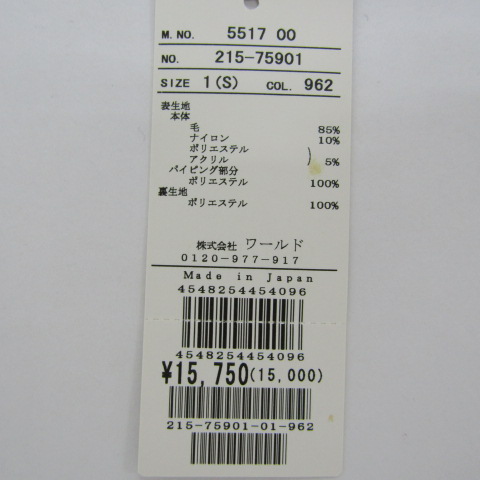 M. NO. 5517 00
NO. 215-75901
SIZE 1(S) COL. 962
表生地
本体
毛 85%
ナイロン 10%
ポリエステル
アクリル ) 5%
パイピング部分
ポリエステル 100%
裏生地
ポリエステル 100%
株式会社 ワールド
0120-977-917
Made in Japan
4548254454096
4548254454096
¥15,750(15,000)
215-75901-01-962